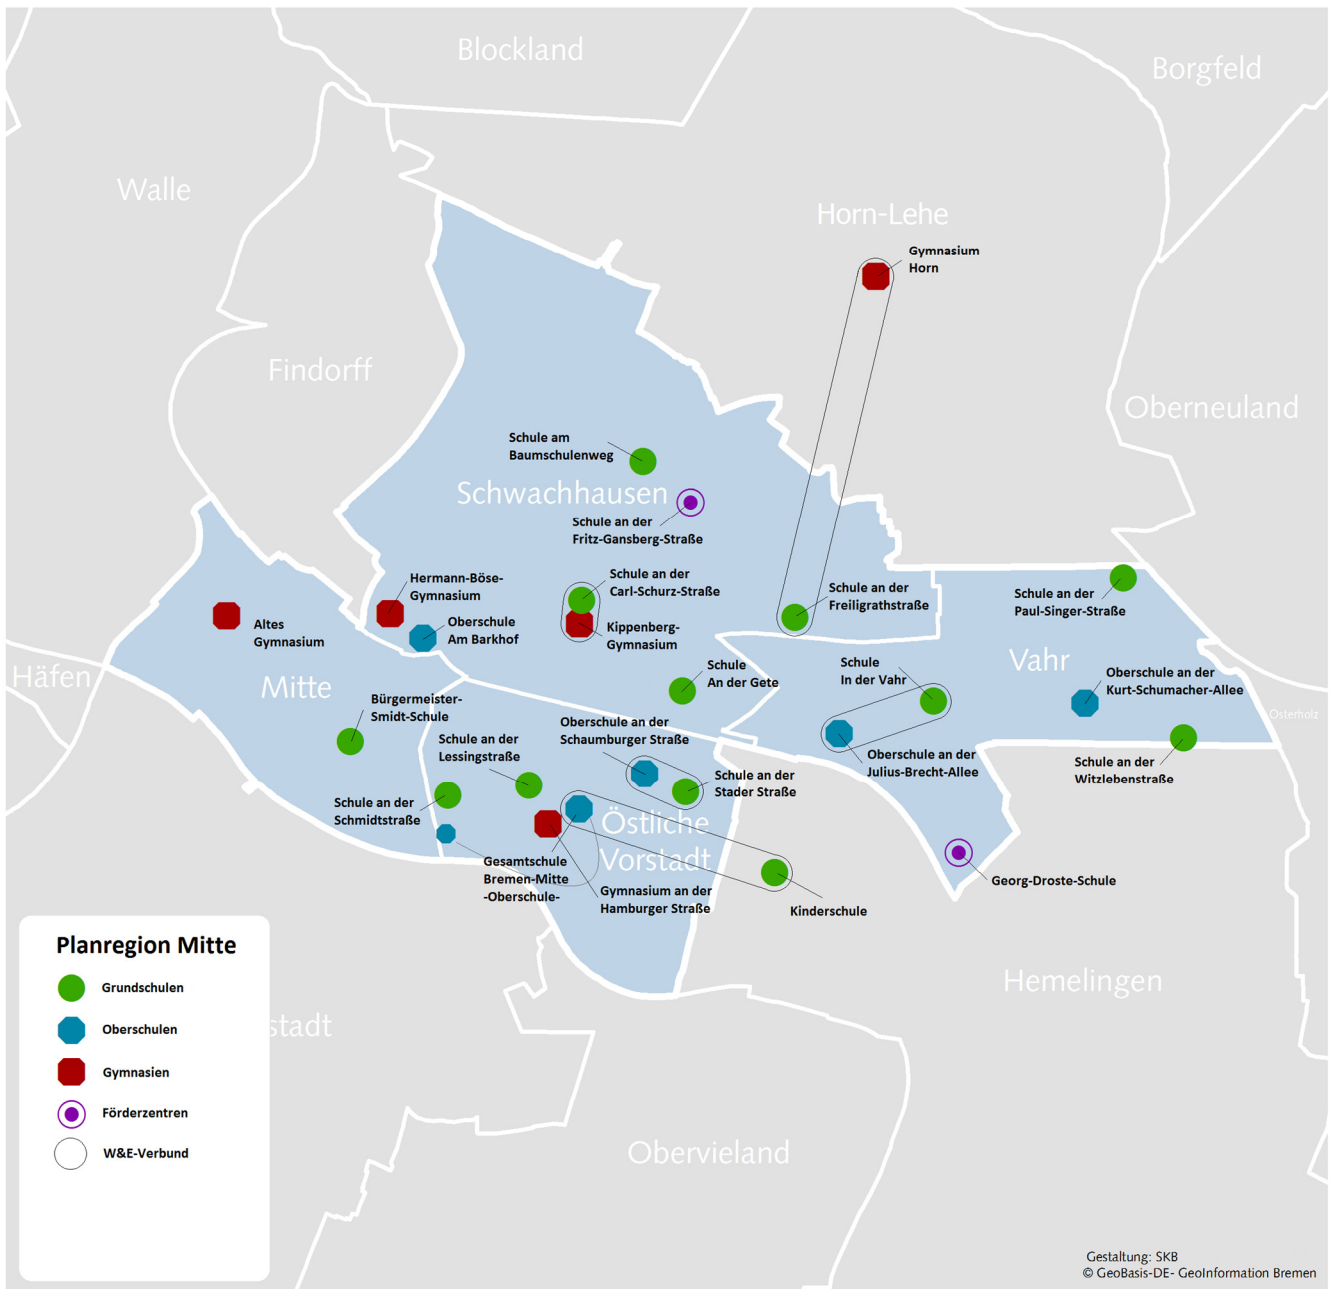 Blockland
Borgfeld
Walle
Horn-Lehe
Gymnasium
Horn
Findorff
Oberneuland
Schule am
Baumschulenweg
Schwachhausen
Schule an der
Fritz-Gansberg-Straße
Hermann-Böse-
Gymnasium
Schule an der
Carl-Schurz-Straße
Schule an der
Freiligrathstraße
Schule an der
Paul-Singer-Straße
Altes
Gymnasium
Oberschule
Am Barkhof
Kippenberg-
Gymnasium
Häfen
Mitte
Vahr
Schule
An der Gete
Schule
In der Vahr
Oberschule an der
Kurt-Schumacher-Allee
Bürgermeister-
Smidt-Schule
Osterholz
Oberschule an der
Schaumburger Straße
Schule an der
Lessingstraße
Oberschule an der
Julius-Brecht-Allee
Schule an der
Witzlebenstraße
Schule an der
Stader Straße
Schule an der
Schmidtstraße
Östliche
Vorstadt
Gesamtschule
Bremen-Mitte
-Oberschule-
Gymnasium an der
Hamburger Straße
Kinderschule
Georg-Droste-Schule
Hemelingen
Planregion Mitte
Grundschulen
Oberschulen
Gymnasien
Förderzentren
W&E-Verbund
stadt
Obervieland
Gestaltung: SKB
© GeoBasis-DE- GeoInformation Bremen